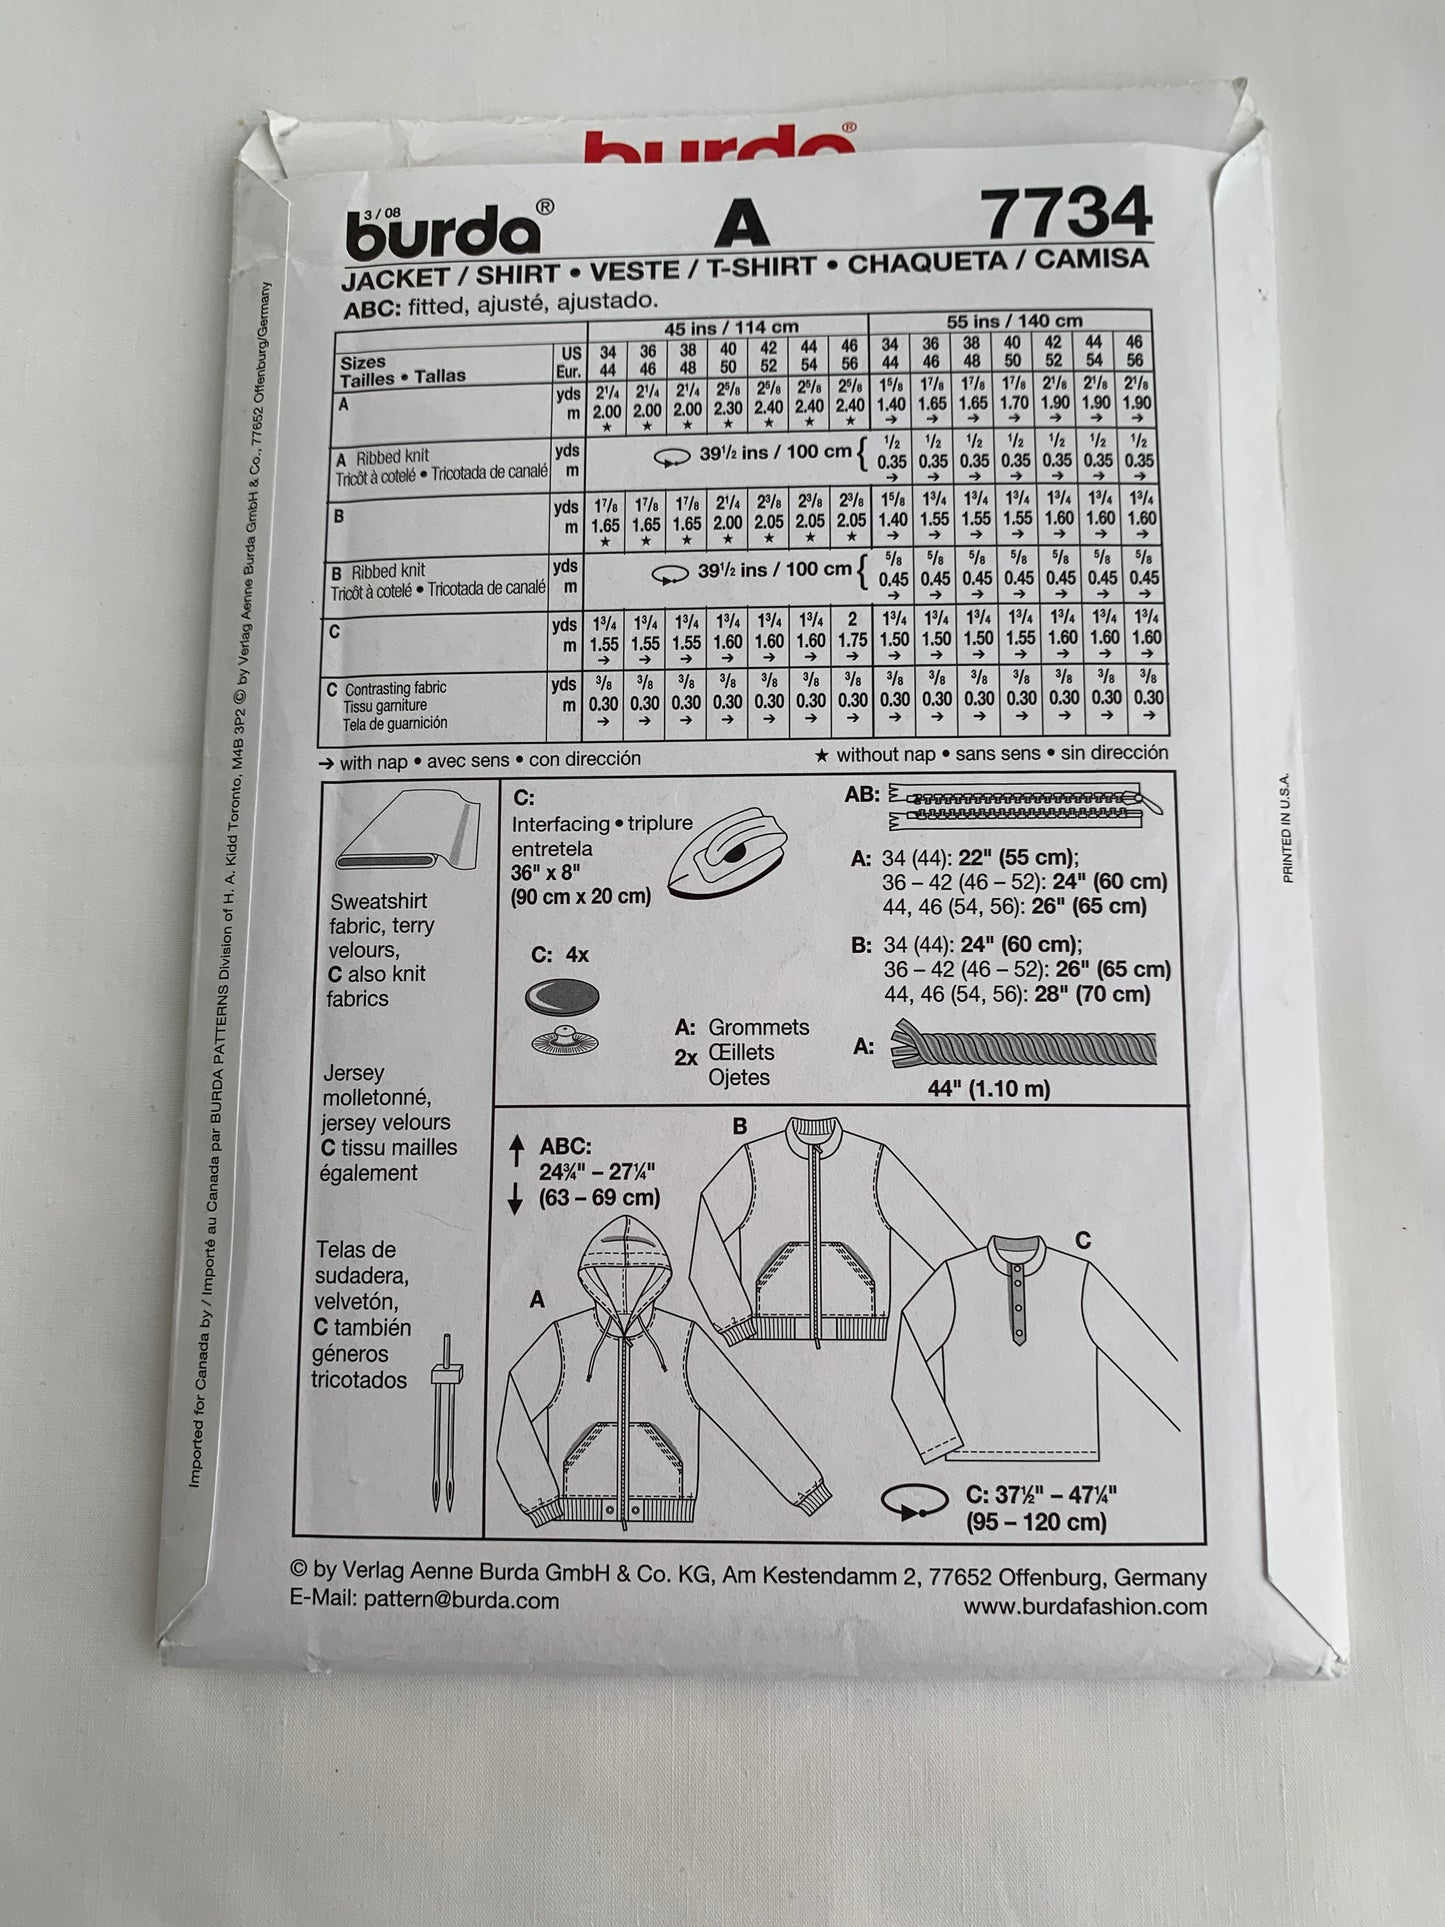 burda®
3 / 08
burda® A 7734
JACKET / SHIRT • VESTE / T-SHIRT • CHAQUETA / CAMISA
ABC: fitted, ajusté, ajustado.
45 ins / 114 cm 55 ins / 140 cm
Sizes US 34 36 38 40 42 44 46 34 36 38 40 42 44 46
Tailles • Tallas Eur. 44 46 48 50 52 54 56 44 46 48 50 52 54 56
A yds 2¼ 2¼ 2¼ 2⅝ 2⅝ 2⅝ 2⅝ 1⅝ 1⅞ 1⅞ 1⅞ 2⅛ 2⅛ 2⅛
m 2.00 2.00 2.00 2.30 2.40 2.40 2.40 1.40 1.65 1.65 1.70 1.90 1.90 1.90
★ ★ ★ ★ ★ ★ ★ → → → → → → →
A Ribbed knit yds 39½ ins / 100 cm { ½ ½ ½ ½ ½ ½ ½
Tricôt à cotelé • Tricotada de canalé m 0.35 0.35 0.35 0.35 0.35 0.35 0.35
→ → → → → → →
B yds 1⅞ 1⅞ 1⅞ 2¼ 2⅜ 2⅜ 2⅜ 1⅝ 1¾ 1¾ 1¾ 1¾ 1¾ 1¾
m 1.65 1.65 1.65 2.00 2.05 2.05 2.05 1.40 1.55 1.55 1.55 1.60 1.60 1.60
★ ★ ★ ★ ★ ★ ★ → → → → → → →
B Ribbed knit yds 39½ ins / 100 cm { ⅝ ⅝ ⅝ ⅝ ⅝ ⅝ ⅝
Tricôt à cotelé • Tricotada de canalé m 0.45 0.45 0.45 0.45 0.45 0.45 0.45
→ → → → → → →
C yds 1¾ 1¾ 1¾ 1¾ 1¾ 1¾ 2 1¾ 1¾ 1¾ 1¾ 1¾ 1¾ 1¾
m 1.55 1.55 1.55 1.60 1.60 1.60 1.75 1.50 1.50 1.50 1.55 1.60 1.60 1.60
→ → → → → → → → → → → → → →
C Contrasting fabric yds ⅜ ⅜ ⅜ ⅜ ⅜ ⅜ ⅜ ⅜ ⅜ ⅜ ⅜ ⅜ ⅜ ⅜
Tissu garniture m 0.30 0.30 0.30 0.30 0.30 0.30 0.30 0.30 0.30 0.30 0.30 0.30 0.30 0.30
Tela de guarnición → → → → → → → → → → → → → →
→ with nap • avec sens • con dirección ★ without nap • sans sens • sin dirección
Sweatshirt
fabric, terry
velours,
C also knit
fabrics
Jersey
molletonné,
jersey velours
C tissu mailles
également
Telas de
sudadera,
velvetón,
C también
géneros
tricotados
C:
Interfacing • triplure
entretela
36" x 8"
(90 cm x 20 cm)
C: 4x
A: Grommets
2x Œillets
Ojetes
AB:
A: 34 (44): 22" (55 cm);
36 – 42 (46 – 52): 24" (60 cm)
44, 46 (54, 56): 26" (65 cm)
B: 34 (44): 24" (60 cm);
36 – 42 (46 – 52): 26" (65 cm)
44, 46 (54, 56): 28" (70 cm)
A:
44" (1.10 m)
ABC:
24¾" – 27¼"
(63 – 69 cm)
B
C
A
C: 37½" – 47¼"
(95 – 120 cm)
© by Verlag Aenne Burda GmbH & Co. KG, Am Kestendamm 2, 77652 Offenburg, Germany
E-Mail: pattern@burda.com www.burdafashion.com
Imported for Canada by / Importé au Canada par BURDA PATTERNS Division of H. A. Kidd Toronto, M4B 3P2 © by Verlag Aenne Burda GmbH & Co., 77652 Offenburg/Germany
PRINTED IN U.S.A.